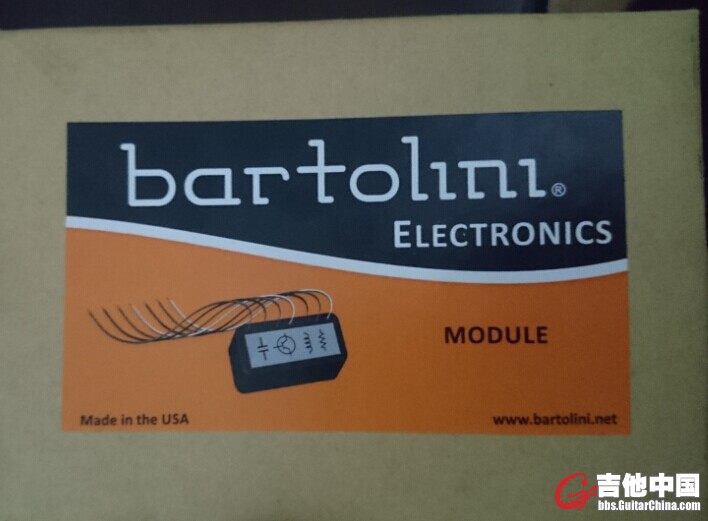 bartolini®
ELECTRONICS
MODULE
Made in the USA
www.bartolini.net
吉他中国
bbs.GuitarChina.com